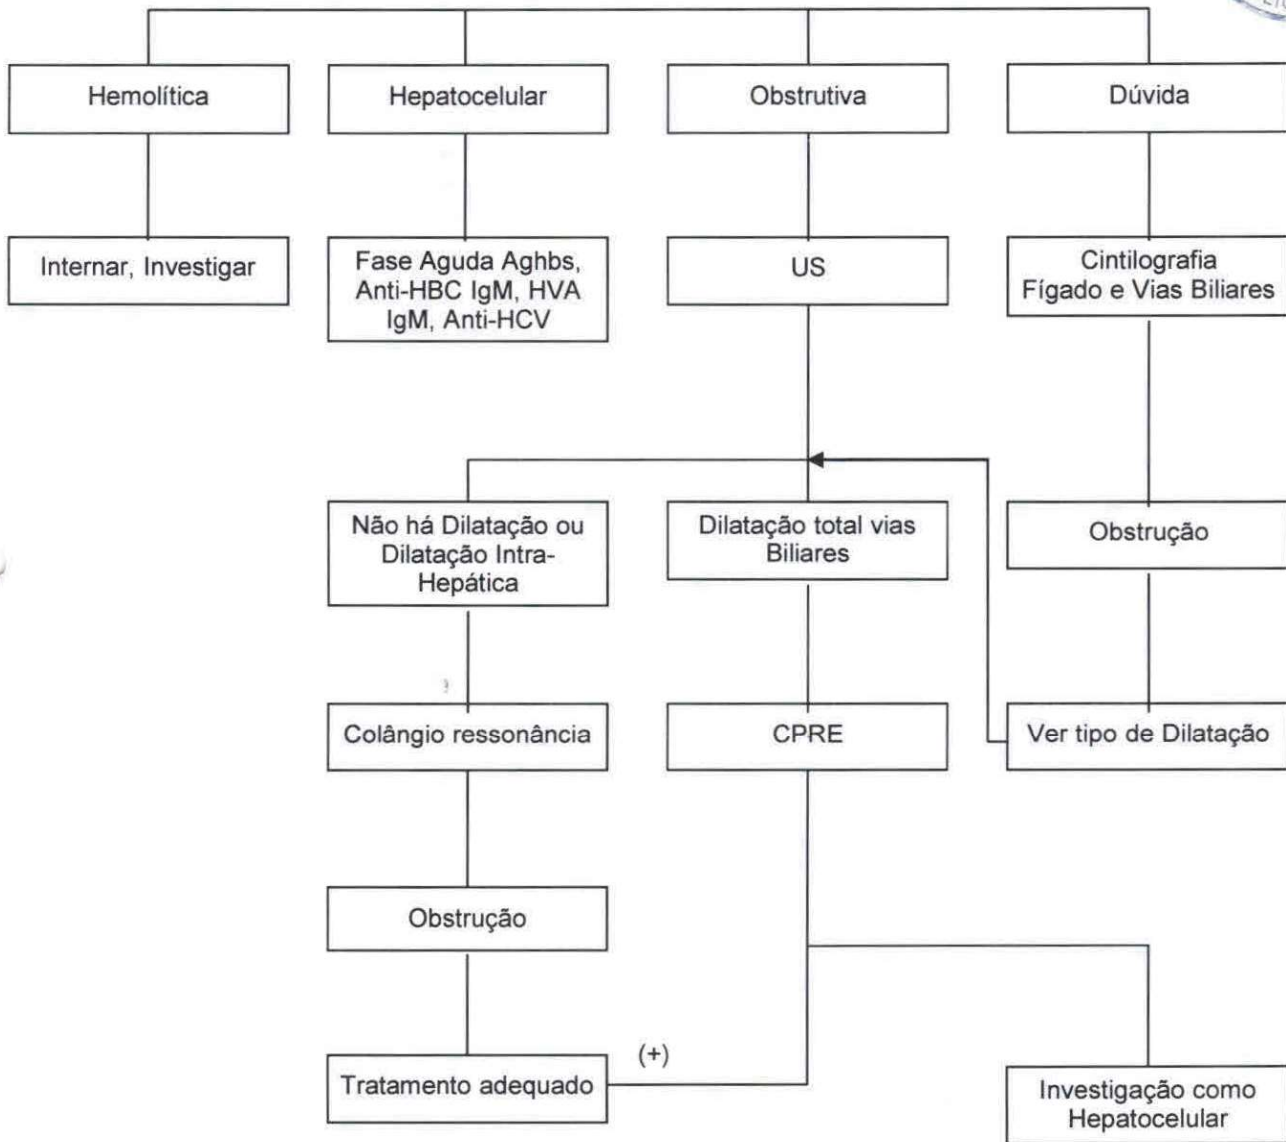 Hemolítica
Hepatocelular
Obstrutiva
Dúvida
Internar, Investigar
Fase Aguda Aghbs,
Anti-HBC IgM, HVA
IgM, Anti-HCV
US
Cintilografia
Fígado e Vias Biliares
Não há Dilatação ou
Dilatação Intra-
Hepática
Dilatação total vias
Biliares
Obstrução
Colângio ressonância
CPRE
Ver tipo de Dilatação
Obstrução
(+)
Tratamento adequado
Investigação como
Hepatocelular